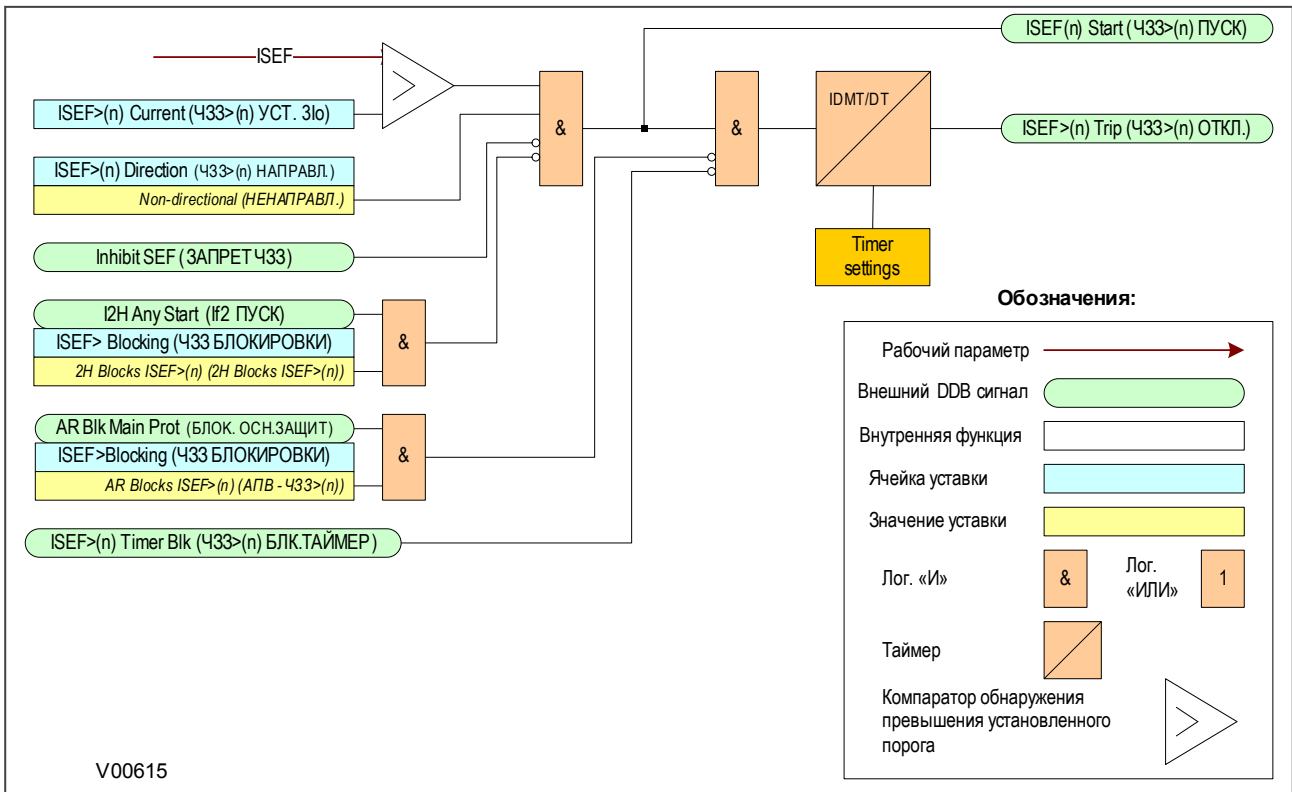 ISEF(n) Start (ЧЗЗ>(n) ПУСК)
ISEF
ISEF>(n) Current (ЧЗЗ>(n) УСТ. 3Io)
&
&
IDMT/DT
ISEF>(n) Trip (ЧЗЗ>(n) ОТКЛ.)
ISEF>(n) Direction (ЧЗЗ>(n) НАПРАВЛ.)
Non-directional (НЕНАПРАВЛ.)
Inhibit SEF (ЗАПРЕТ ЧЗЗ)
Timer
settings
I2H Any Start (If2 ПУСК)
ISEF> Blocking (ЧЗЗ БЛОКИРОВКИ)
2H Blocks ISEF>(n) (2H Blocks ISEF>(n))
&
AR Blk Main Prot (БЛОК. ОСН.ЗАЩИТ)
ISEF>Blocking (ЧЗЗ БЛОКИРОВКИ)
AR Blocks ISEF>(n) (АПВ - ЧЗЗ>(n))
&
ISEF>(n) Timer Blk (ЧЗЗ>(n) БЛК.ТАЙМЕР)
Обозначения:
Рабочий параметр
Внешний DDB сигнал
Внутренняя функция
Ячейка уставки
Значение уставки
Лог. «И»
&
Лог.
«ИЛИ»
1
Таймер
Компаратор обнаружения
превышения установленного
порога
V00615